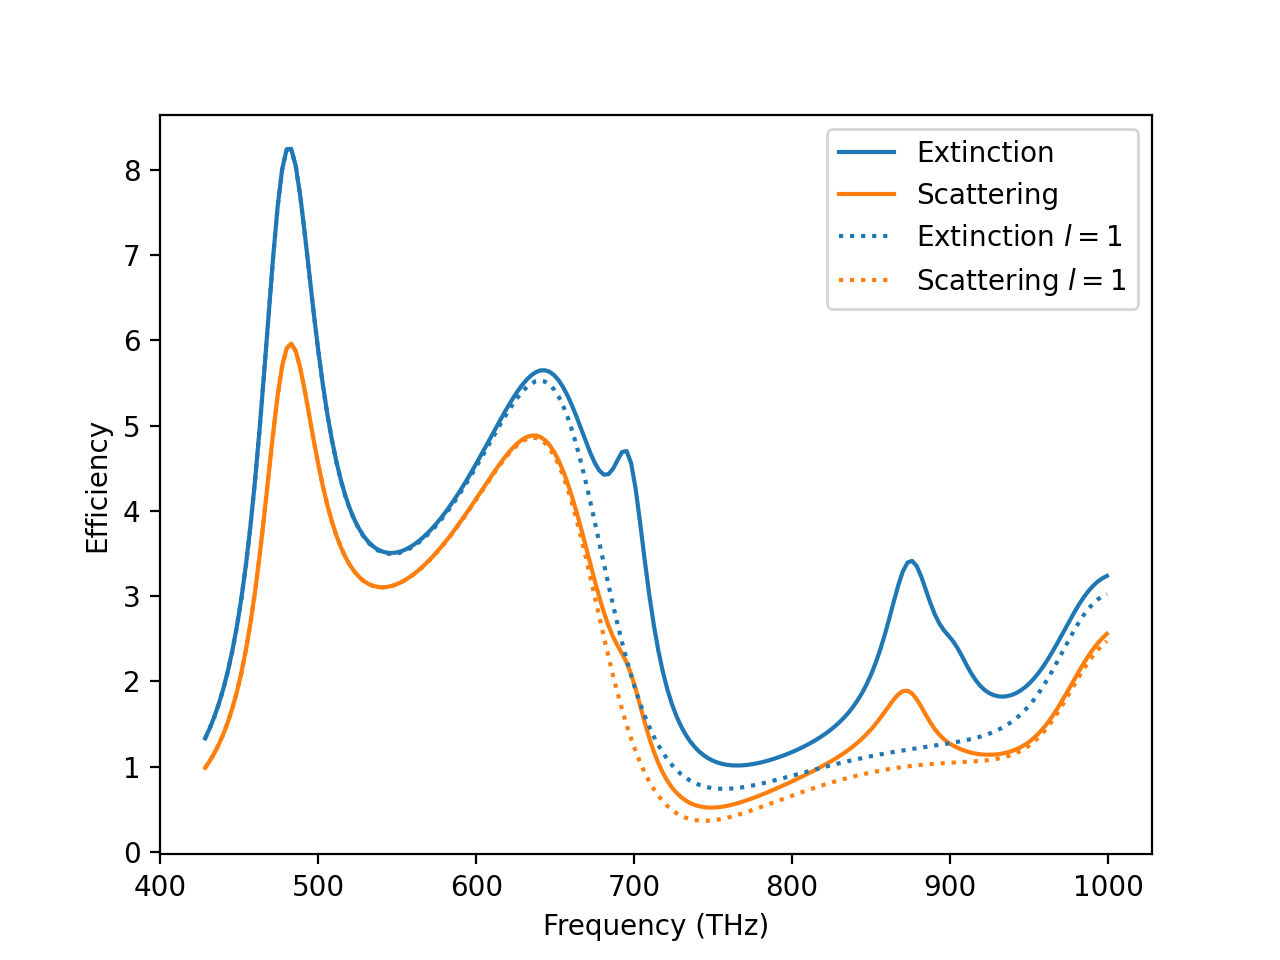 Extinction
Scattering
Extinction l = 1
Scattering l = 1
Efficiency
8
7
6
5
4
3
2
1
0
400 500 600 700 800 900 1000
Frequency (THz)